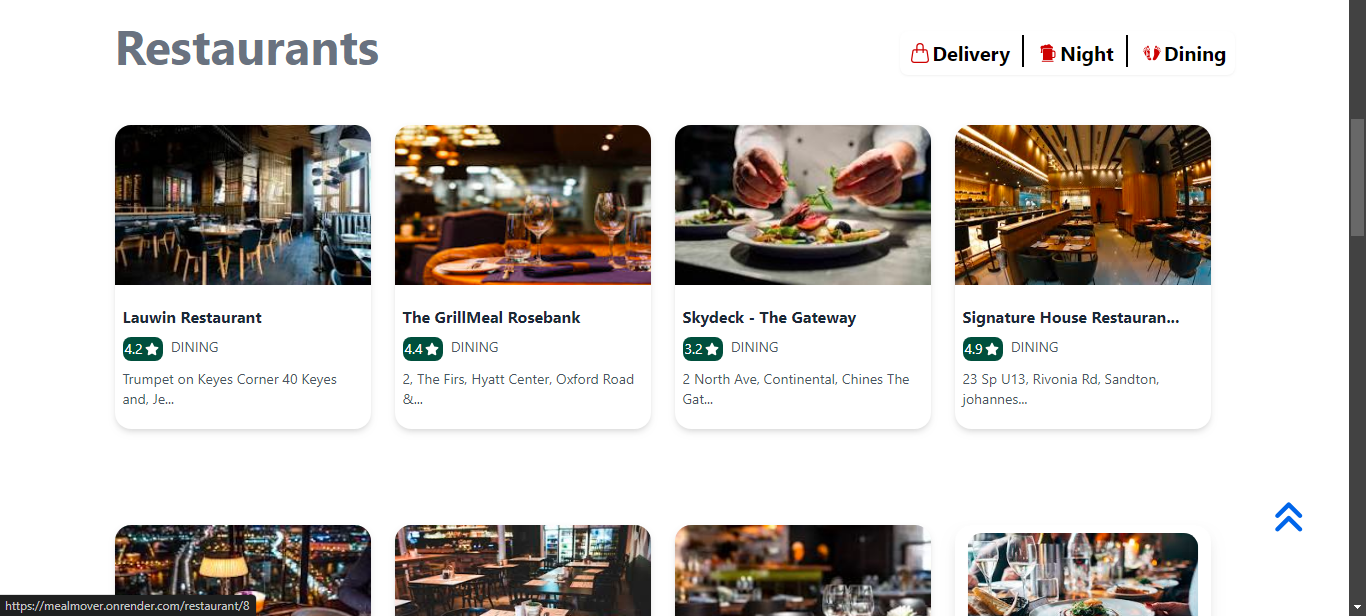 Restaurants
Delivery
Night
Dining
Lauwin Restaurant
4.2 DINING
Trumpet on Keyes Corner 40 Keyes
and, Je...
The GrillMeal Rosebank
4.4 DINING
2, The Firs, Hyatt Center, Oxford Road
&...
Skydeck - The Gateway
3.2 DINING
2 North Ave, Continental, Chines The
Gat...
Signature House Restauran...
4.9 DINING
23 Sp U13, Rivonia Rd, Sandton,
johannes...
https://mealmover.onrender.com/restaurant/8